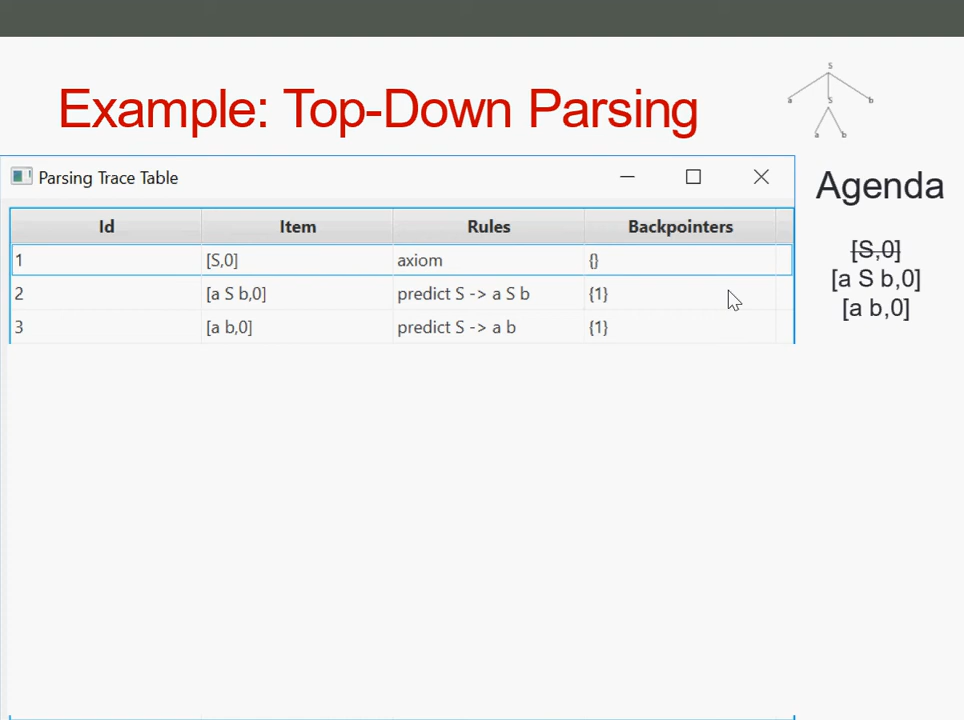 Example: Top-Down Parsing
S
a S b
a b
Parsing Trace Table
Agenda
Id Item Rules Backpointers
1 [S,0] axiom {}
2 [a S b,0] predict S -> a S b {1}
3 [a b,0] predict S -> a b {1}
[S,0]
[a S b,0]
[a b,0]